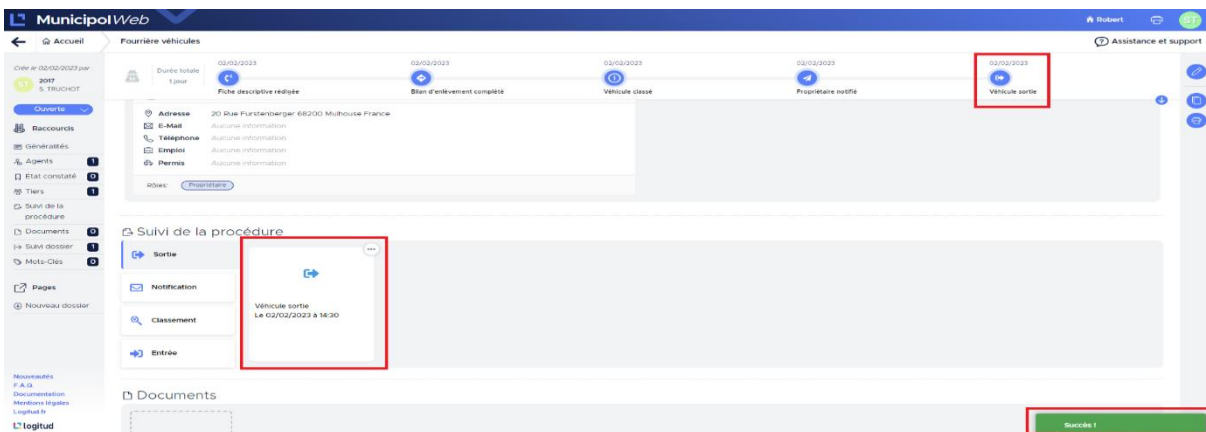 MunicipolWeb
Robert
ST
Accueil
Fourrière véhicules
Assistance et support
Crée le 02/02/2023 par
ST
2017
S. TRUCHOT
Ouverte
Raccourcis
Généralités
Agents 1
Etat constaté 0
Tiers 1
Suivi de la
procédure
Documents 0
Suivi dossier 1
Mots-Clés 0
Pages
Nouveau dossier
Nouveautés
F.A.Q.
Documentation
Mentions légales
Logitud.fr
logitud
Durée totale
1 jour
02/02/2023
Fiche descriptive rédigée
02/02/2023
Bilan d'enlèvement complété
02/02/2023
Véhicule classé
02/02/2023
Propriétaire notifié
02/02/2023
Véhicule sortie
Adresse 20 Rue Furstenberger 68200 Mulhouse France
E-Mail Aucune information
Téléphone Aucune information
Emploi Aucune information
Permis Aucune information
Rôles: Propriétaire
Suivi de la procédure
Sortie
Notification
Classement
Entrée
Véhicule sortie
Le 02/02/2023 à 14:30
Documents
Succès !